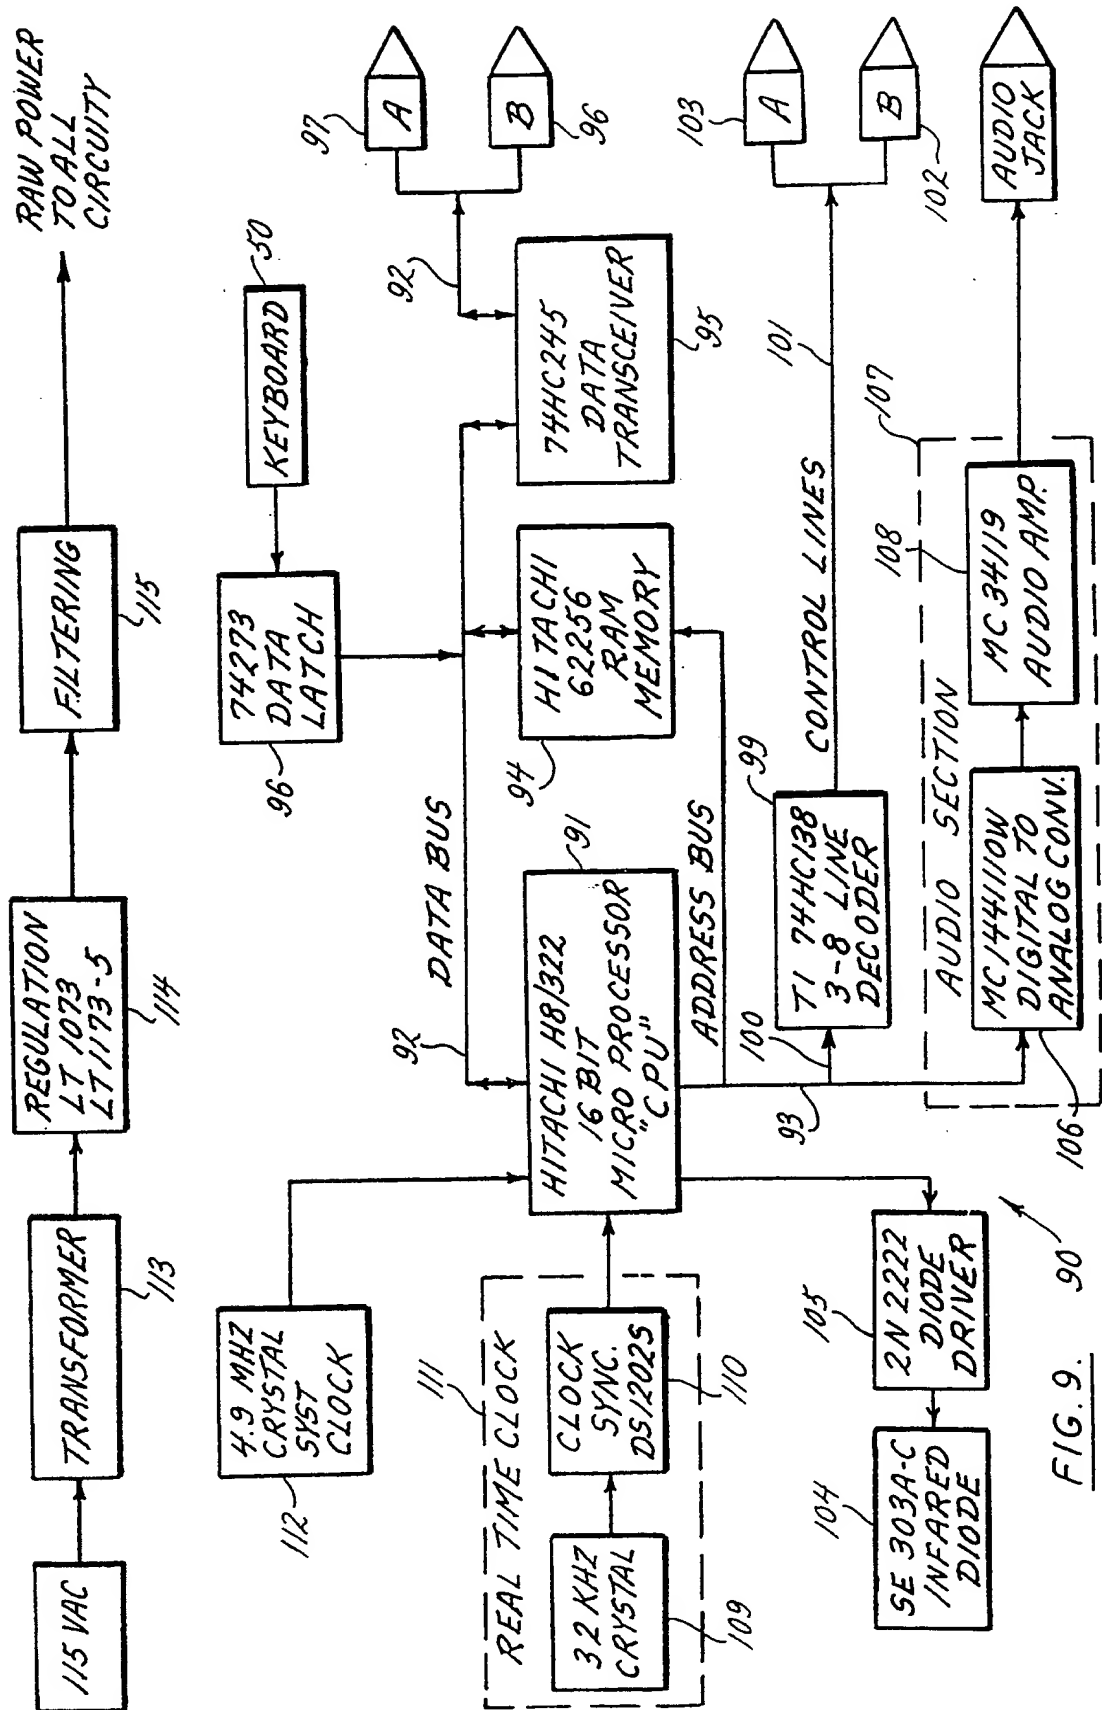 115 VAC
TRANSFORMER
113
REGULATION
LT 1073
LT1173-5
114
FILTERING
115
RAW POWER
TO ALL
CIRCUITY
4.9 MHZ
CRYSTAL
SYST
CLOCK
112
74273
DATA
LATCH
96
KEYBOARD
50
DATA BUS
92
92
A
97
B
96
REAL TIME CLOCK
111
32 KHZ
CRYSTAL
109
CLOCK
SYNC.
DS1202S
110
HITACHI H8/322
16 BIT
MICRO PROCESSOR
"CPU"
91
HITACHI
62256
RAM
MEMORY
94
74HC245
DATA
TRANSCEIVER
95
ADDRESS BUS
93
100
TI 74HC138
3-8 LINE
DECODER
99
CONTROL LINES
101
A
103
B
102
SE 303A-C
INFARED
DIODE
104
2N 2222
DIODE
DRIVER
105
90
AUDIO SECTION
107
MC144110W
DIGITAL TO
ANALOG CONV.
106
MC 34119
AUDIO AMP.
108
AUDIO
JACK
FIG. 9.